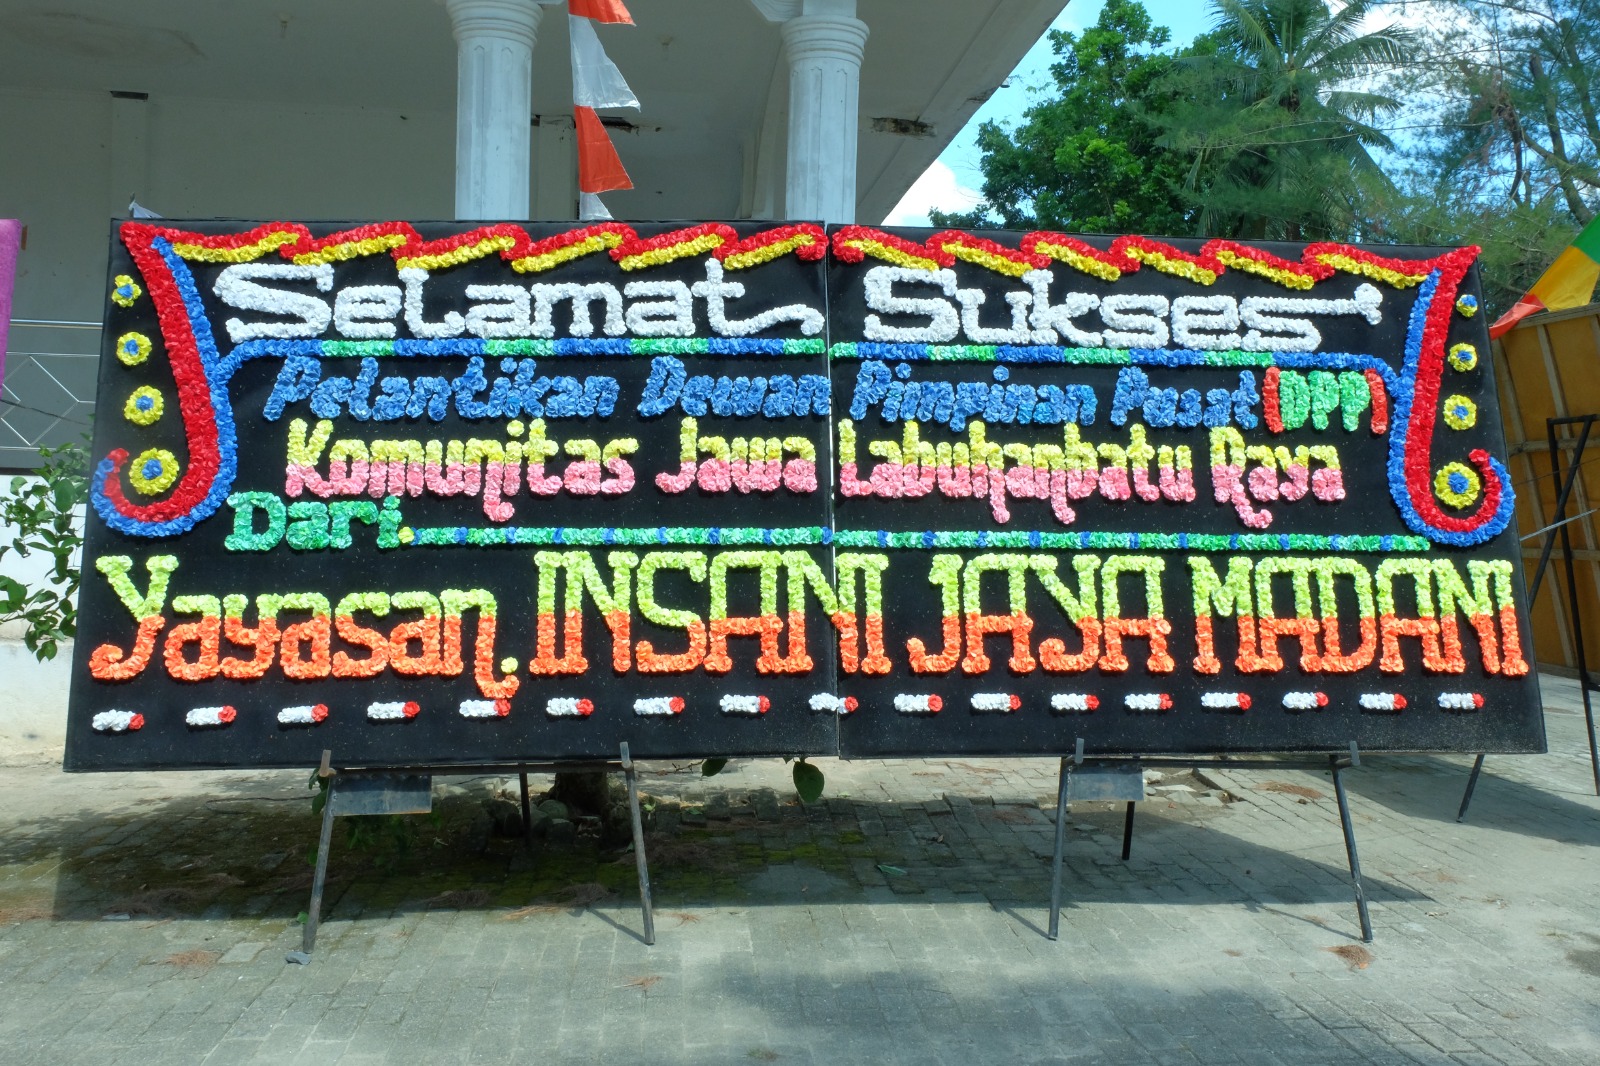 Selamat Sukses
Pelantikan Dewan Pimpinan Pusat (DPP)
Komunitas Jawa Labuhanbatu Raya
Dari.
Yayasan. INSANI JAYA MADANI